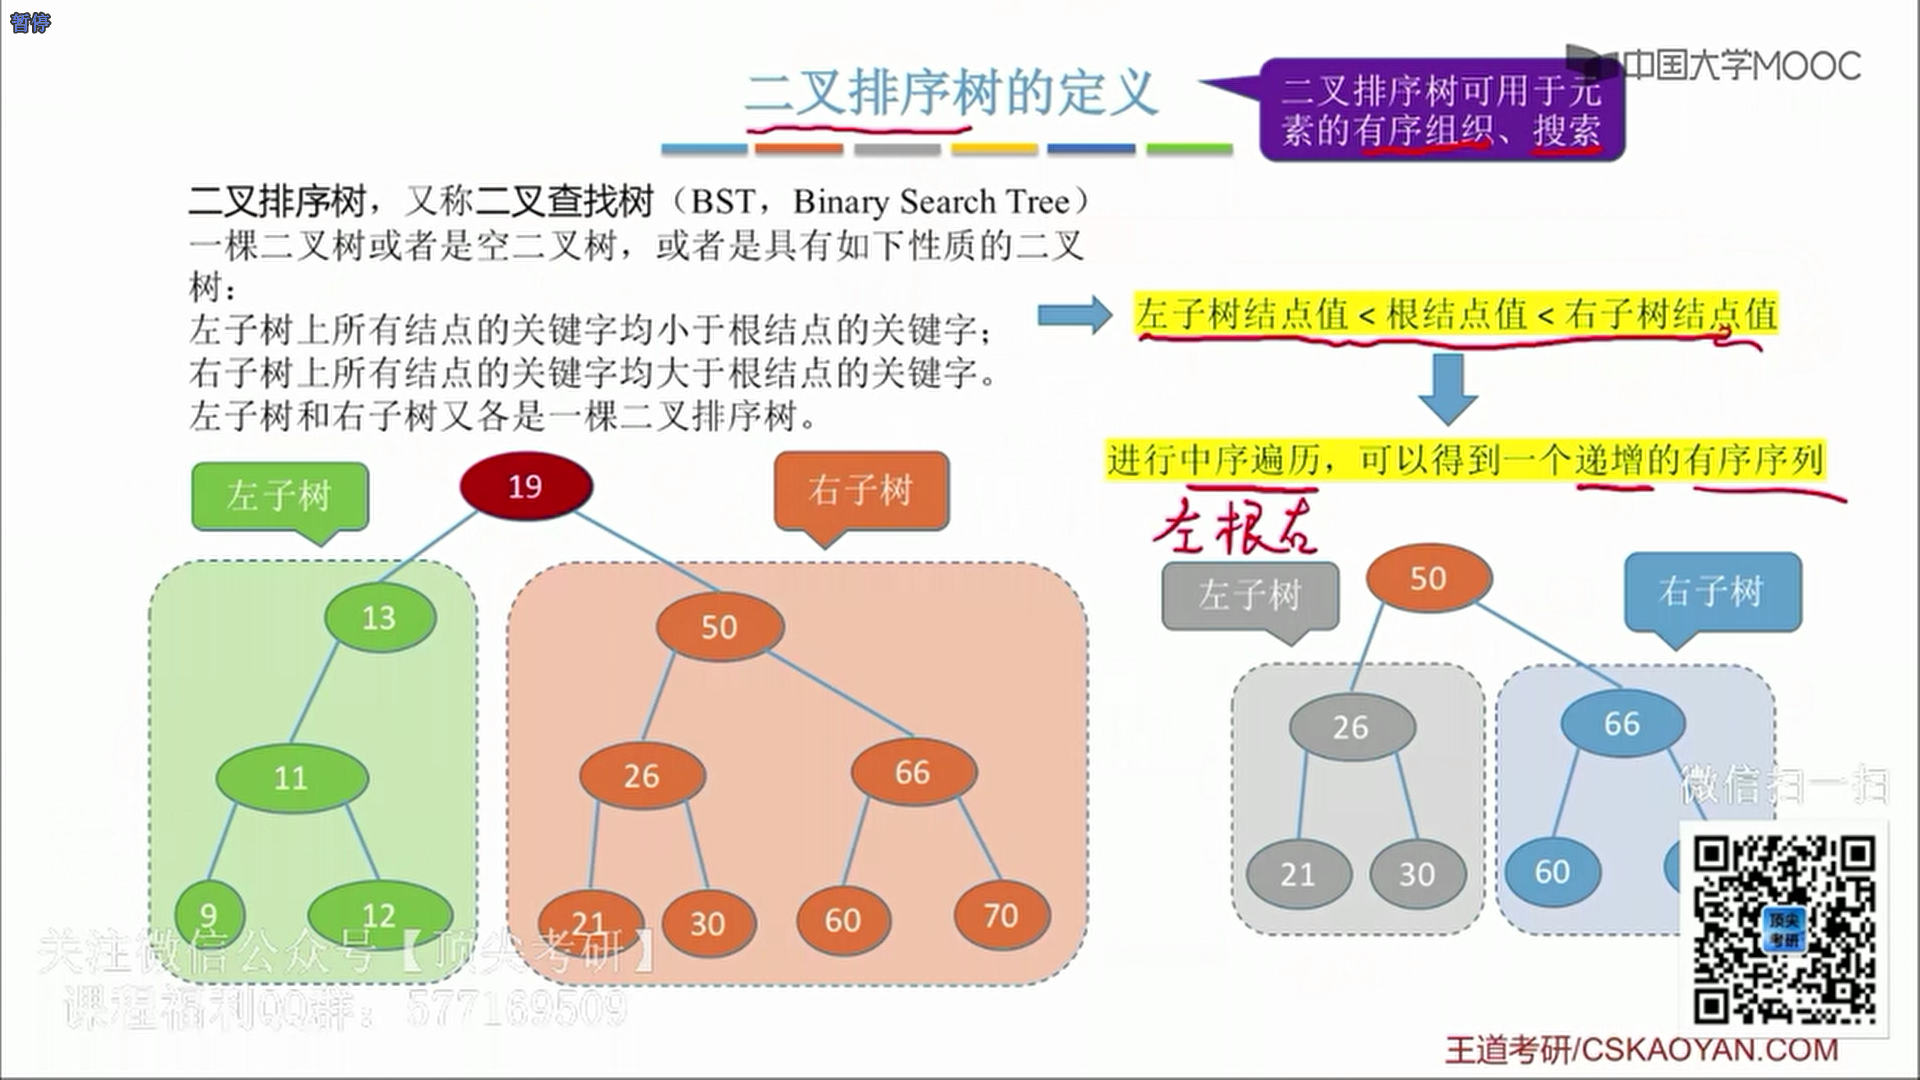 暂停
二叉排序树的定义
二叉排序树可用于元
素的有序组织、搜索
中国大学MOOC
二叉排序树，又称二叉查找树（BST，Binary Search Tree）
一棵二叉树或者是空二叉树，或者是具有如下性质的二叉
树：
左子树上所有结点的关键字均小于根结点的关键字；
右子树上所有结点的关键字均大于根结点的关键字。
左子树和右子树又各是一棵二叉排序树。
左子树结点值 < 根结点值 < 右子树结点值
进行中序遍历，可以得到一个递增的有序序列
左根右
左子树
19
右子树
13
50
11
26
66
9
12
21
30
60
70
左子树
50
右子树
26
66
21
30
60
微信扫一扫
顶尖
考研
关注微信公众号【顶尖考研】
课程福利QQ群：577169509
王道考研/CSKAOYAN.COM